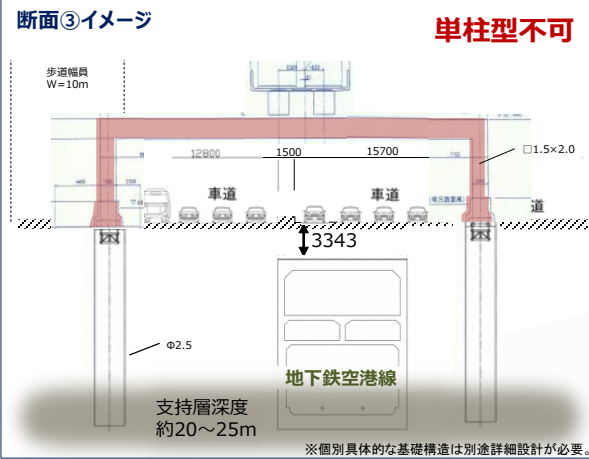 断面③イメージ
単柱型不可
歩道幅員
W=10m
12800
1500
15700
□1.5×2.0
車道
車道
道
3343
Φ2.5
地下鉄空港線
支持層深度
約20～25m
※個別具体的な基礎構造は別途詳細設計が必要。